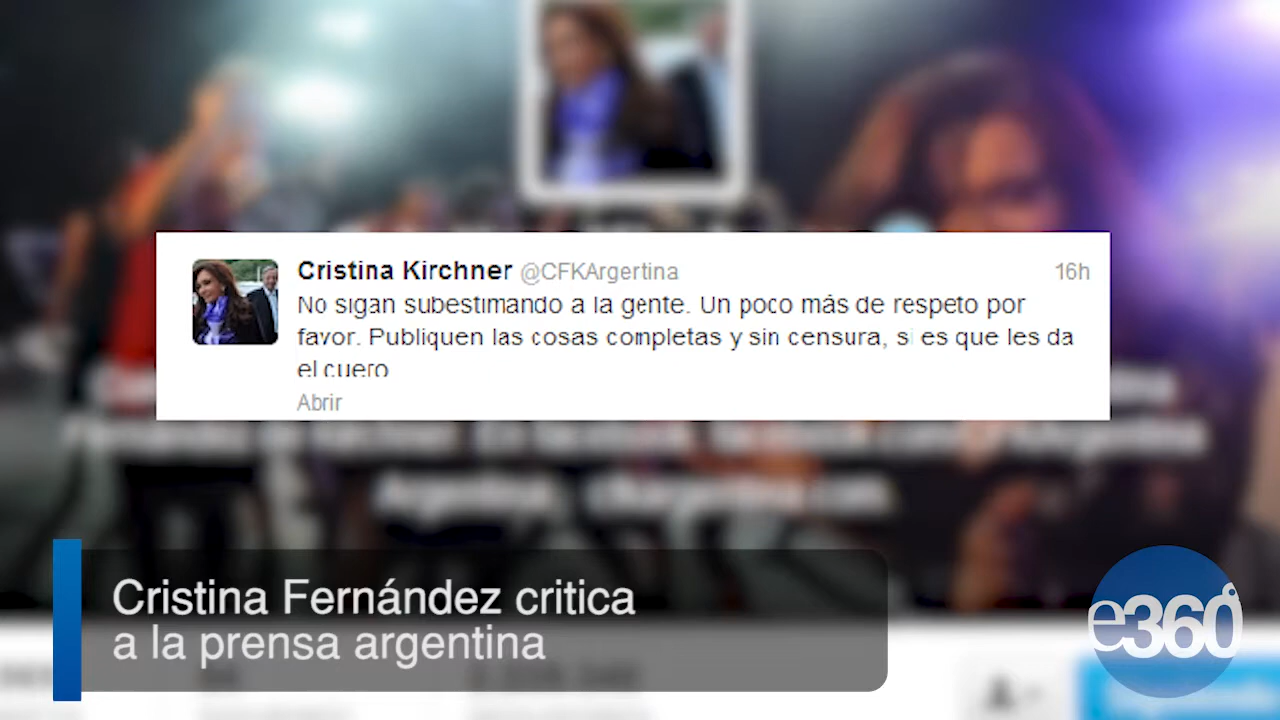 Cristina Kirchner @CFKArgentina 16h
No sigan subestimando a la gente. Un poco más de respeto por
favor. Publiquen las cosas completas y sin censura, si es que les da
el cuero
Abrir
Cristina Fernández critica
a la prensa argentina
e360°